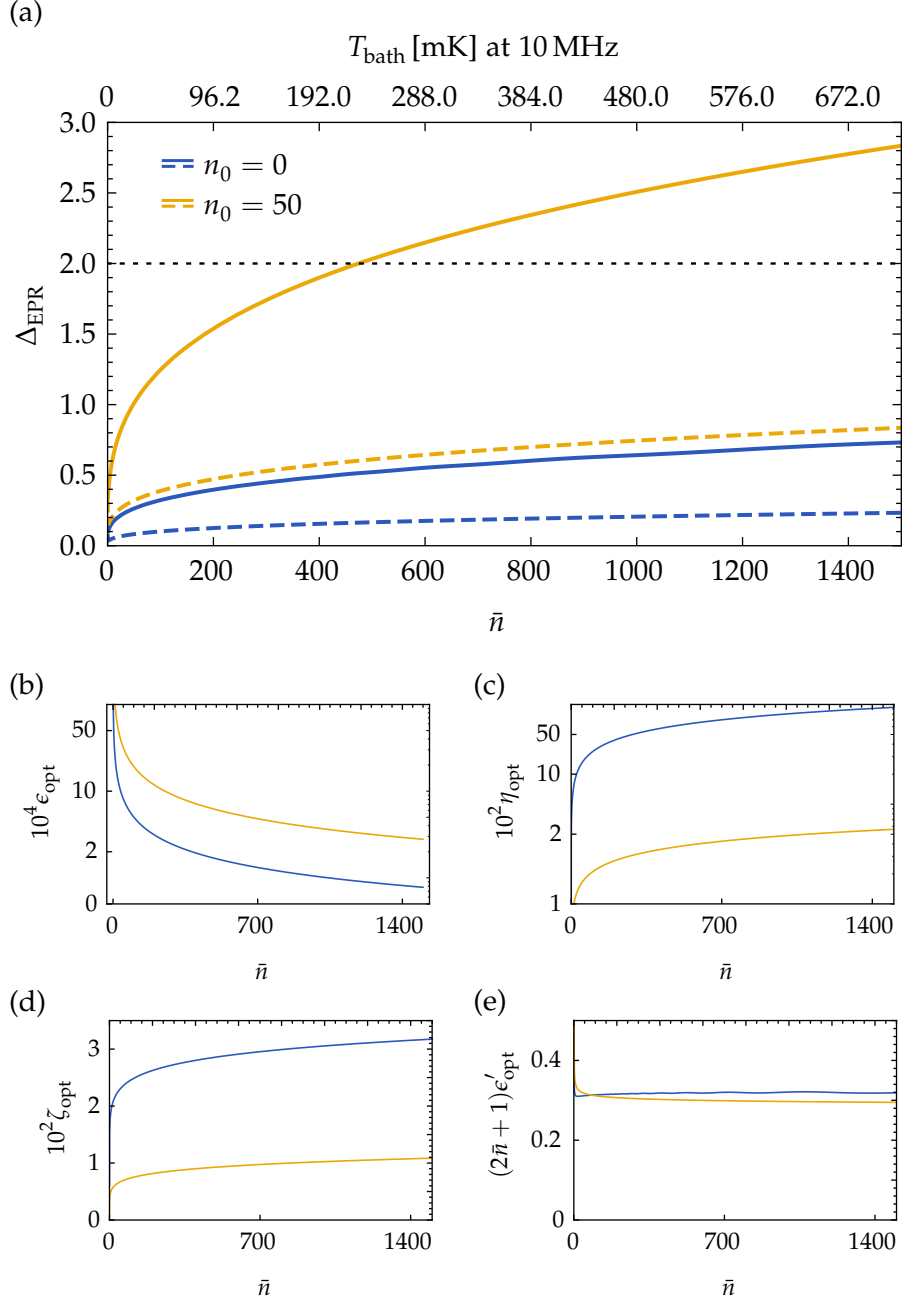 (a)
T_bath [mK] at 10 MHz
0 96.2 192.0 288.0 384.0 480.0 576.0 672.0
3.0
2.5
2.0
1.5
1.0
0.5
0.0
Δ_EPR
n_0 = 0
n_0 = 50
0 200 400 600 800 1000 1200 1400
n̄
(b)
50
10
2
0
10^4 ϵ_opt
0 700 1400
n̄
(c)
50
10
2
1
10^2 η_opt
0 700 1400
n̄
(d)
3
2
1
0
10^2 ζ_opt
0 700 1400
n̄
(e)
0.4
0.2
0
(2n̄ + 1)ϵ′_opt
0 700 1400
n̄